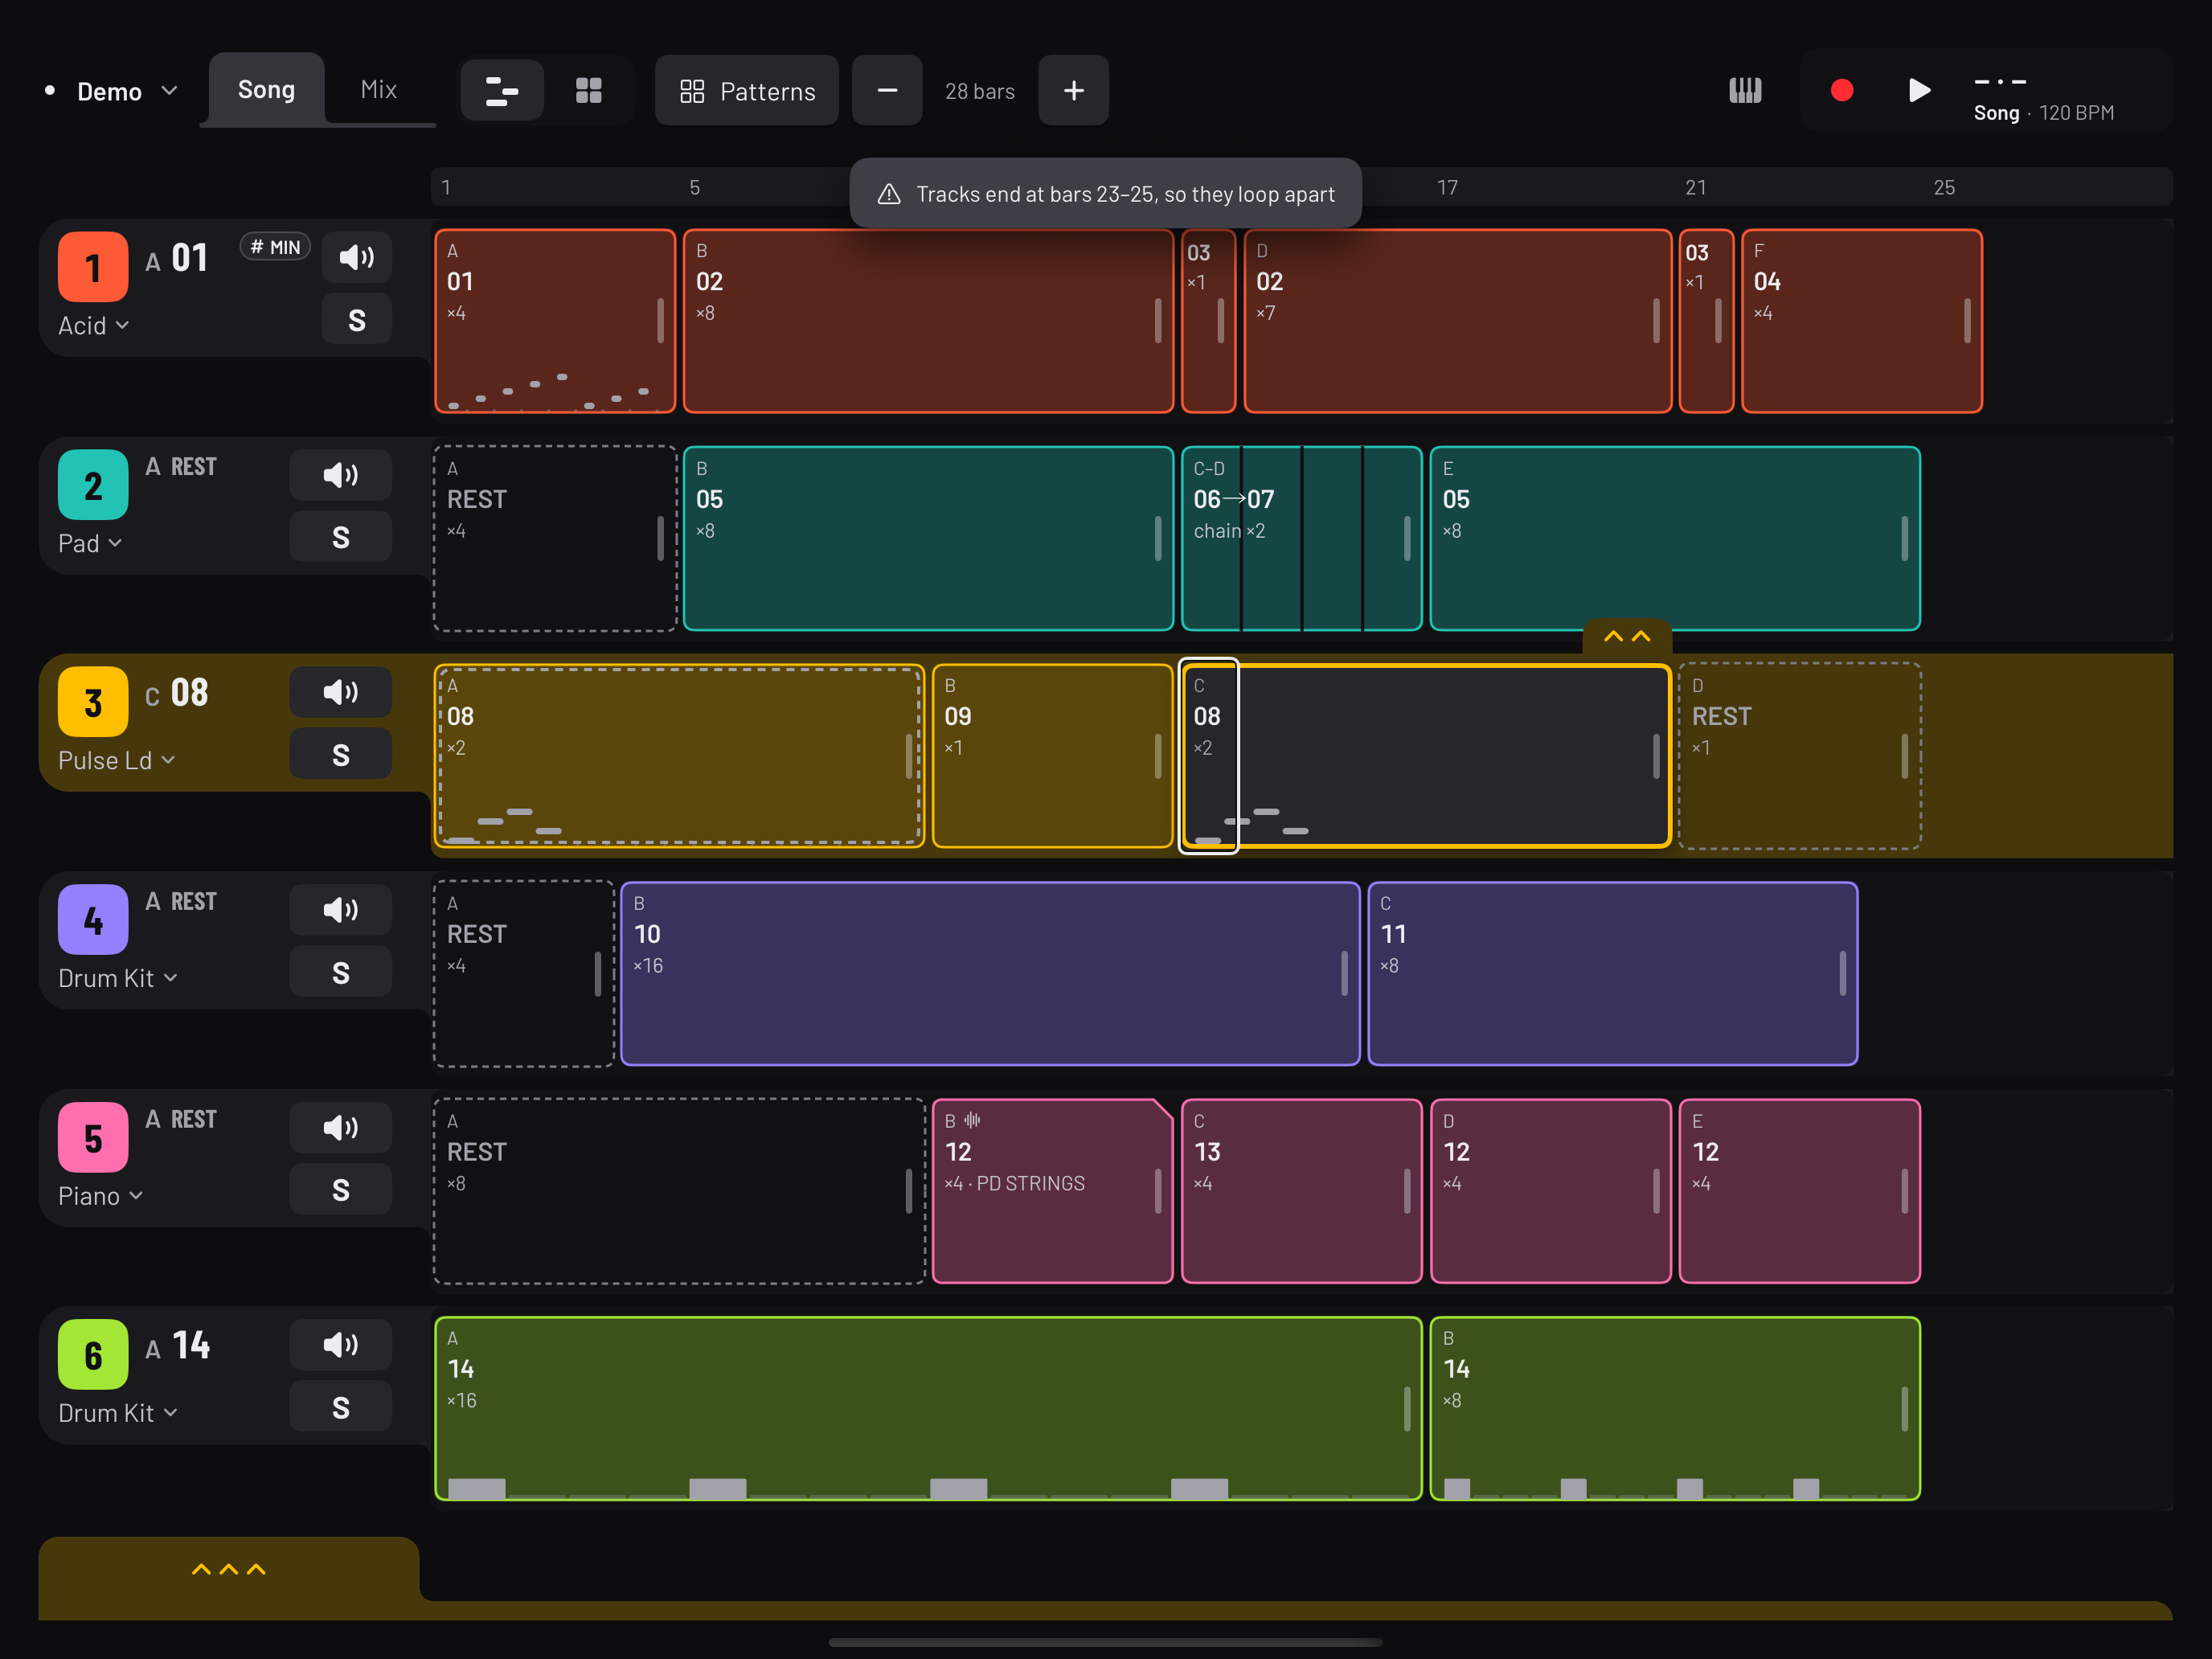 Demo
Song
Mix
Patterns
28 bars
Song · 120 BPM
1 5 17 21 25
Tracks end at bars 23–25, so they loop apart
1
A 01
# MIN
Acid
S
A
01
×4
B
02
×8
03
×1
D
02
×7
03
×1
F
04
×4
2
A REST
Pad
S
A
REST
×4
B
05
×8
C–D
06→07
chain ×2
E
05
×8
3
C 08
Pulse Ld
S
A
08
×2
B
09
×1
C
08
×2
D
REST
×1
4
A REST
Drum Kit
S
A
REST
×4
B
10
×16
C
11
×8
5
A REST
Piano
S
A
REST
×8
B
12
×4 · PD STRINGS
C
13
×4
D
12
×4
E
12
×4
6
A 14
Drum Kit
S
A
14
×16
B
14
×8